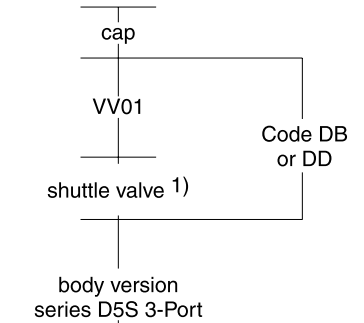 cap
VV01
Code DB
or DD
shuttle valve 1)
body version
series D5S 3-Port